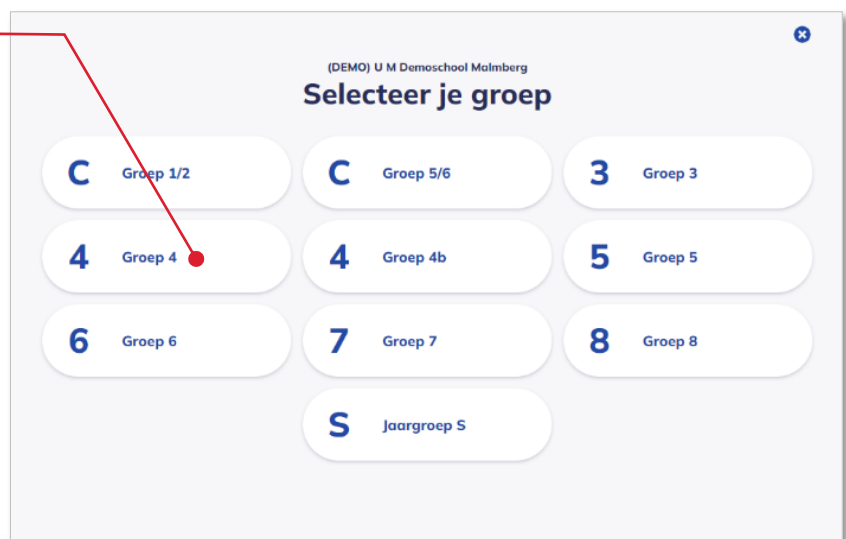 (DEMO) U M Demoschool Malmberg
Selecteer je groep
C Groep 1/2
C Groep 5/6
3 Groep 3
4 Groep 4
4 Groep 4b
5 Groep 5
6 Groep 6
7 Groep 7
8 Groep 8
S Jaargroep S